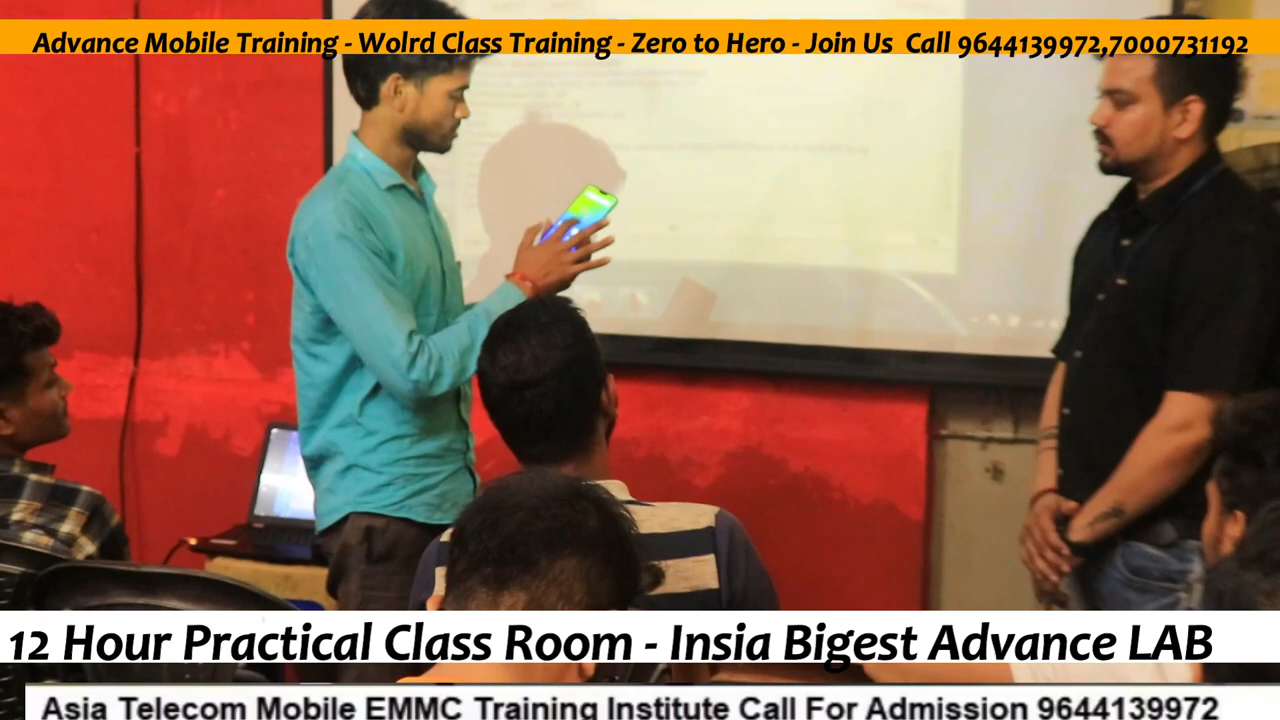 Advance Mobile Training - Wolrd Class Training - Zero to Hero - Join Us Call 9644139972,7000731192
12 Hour Practical Class Room - Insia Bigest Advance LAB
Asia Telecom Mobile EMMC Training Institute Call For Admission 9644139972